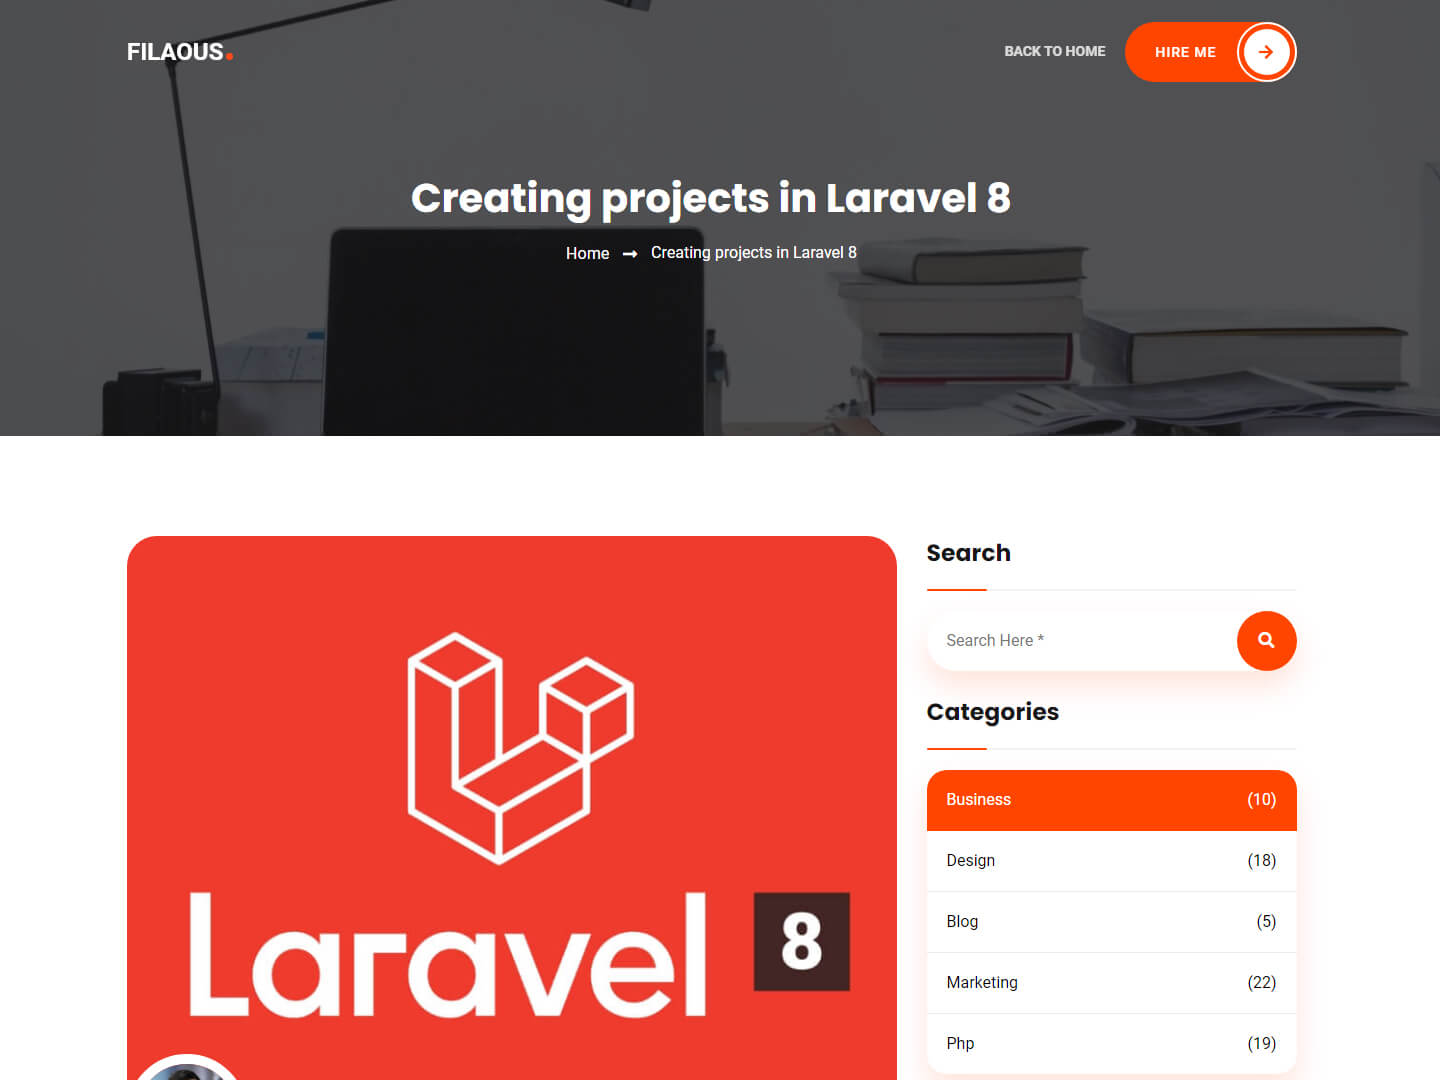 FILAOUS.
BACK TO HOME
HIRE ME
Creating projects in Laravel 8
Home
Creating projects in Laravel 8
Laravel 8
Search
Search Here *
Categories
Business (10)
Design (18)
Blog (5)
Marketing (22)
Php (19)